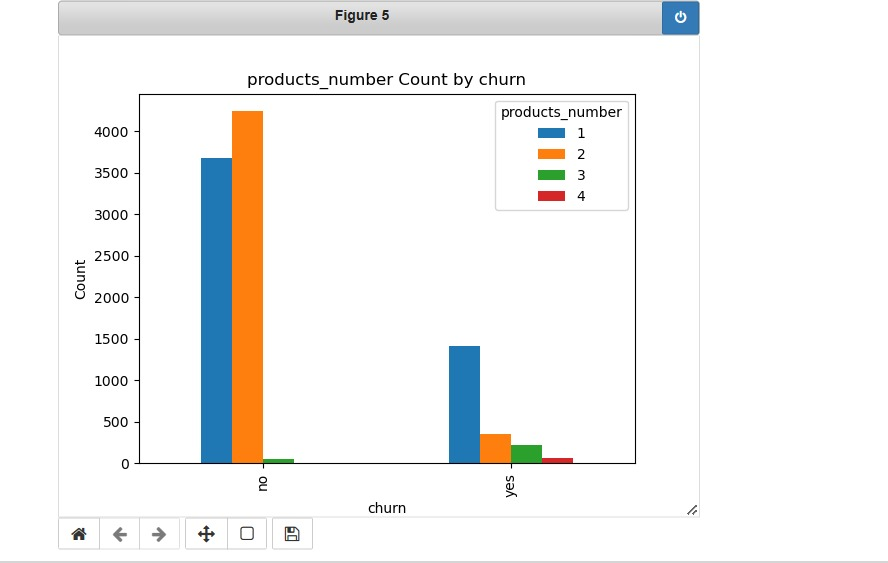 Figure 5
products_number Count by churn
products_number
1
2
3
4
4000
3500
3000
2500
2000
1500
1000
500
0
Count
no
yes
churn